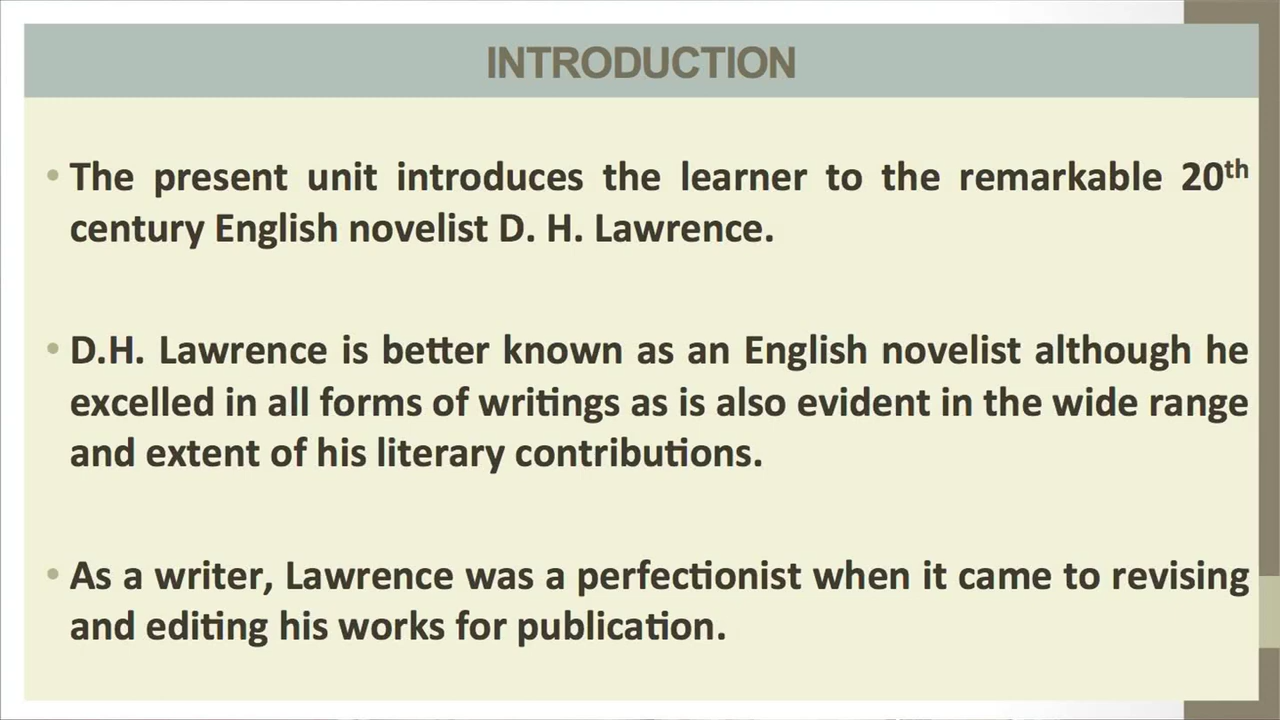 INTRODUCTION
• The present unit introduces the learner to the remarkable 20th
century English novelist D. H. Lawrence.
• D.H. Lawrence is better known as an English novelist although he
excelled in all forms of writings as is also evident in the wide range
and extent of his literary contributions.
• As a writer, Lawrence was a perfectionist when it came to revising
and editing his works for publication.